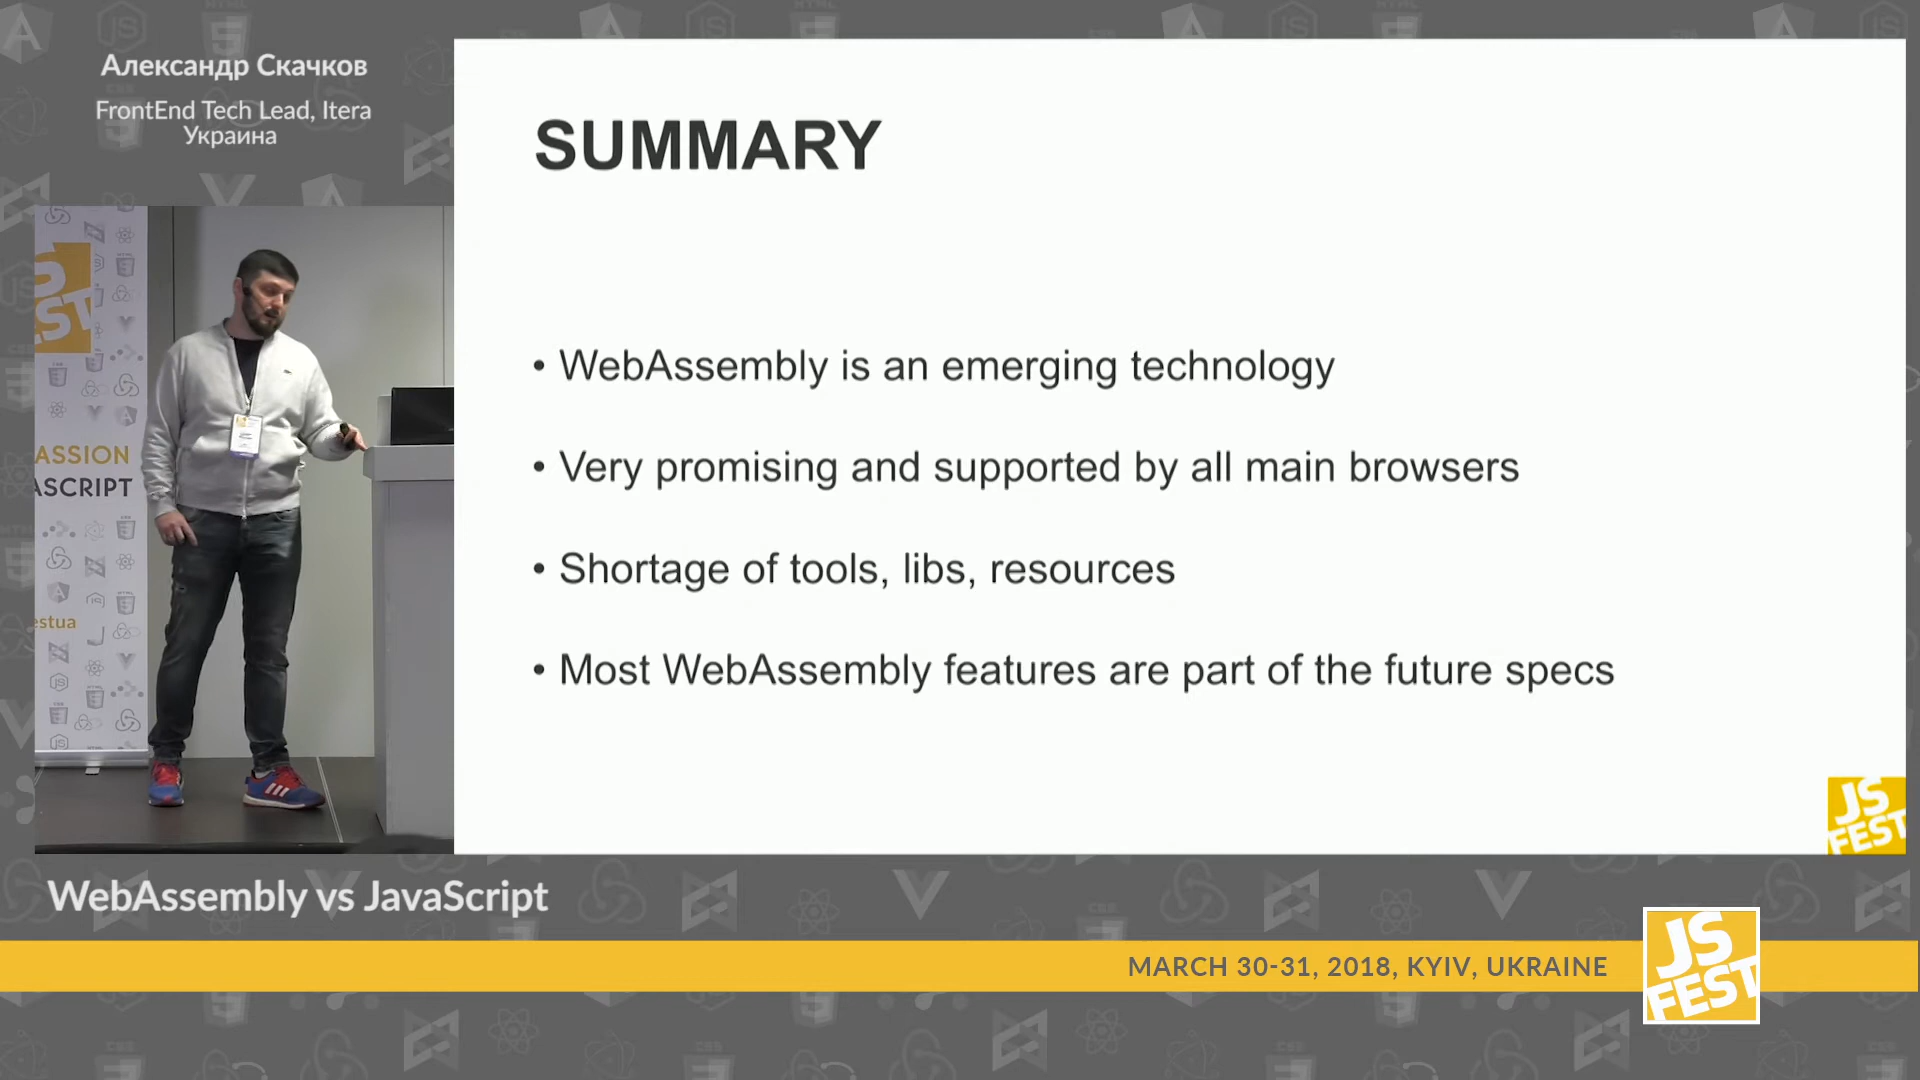 Александр Скачков
FrontEnd Tech Lead, Itera
Украина
SUMMARY
• WebAssembly is an emerging technology
• Very promising and supported by all main browsers
• Shortage of tools, libs, resources
• Most WebAssembly features are part of the future specs
JS
FEST
S
EST
ASSION
ASCRIPT
estua
WebAssembly vs JavaScript
MARCH 30-31, 2018, KYIV, UKRAINE
JS
FEST